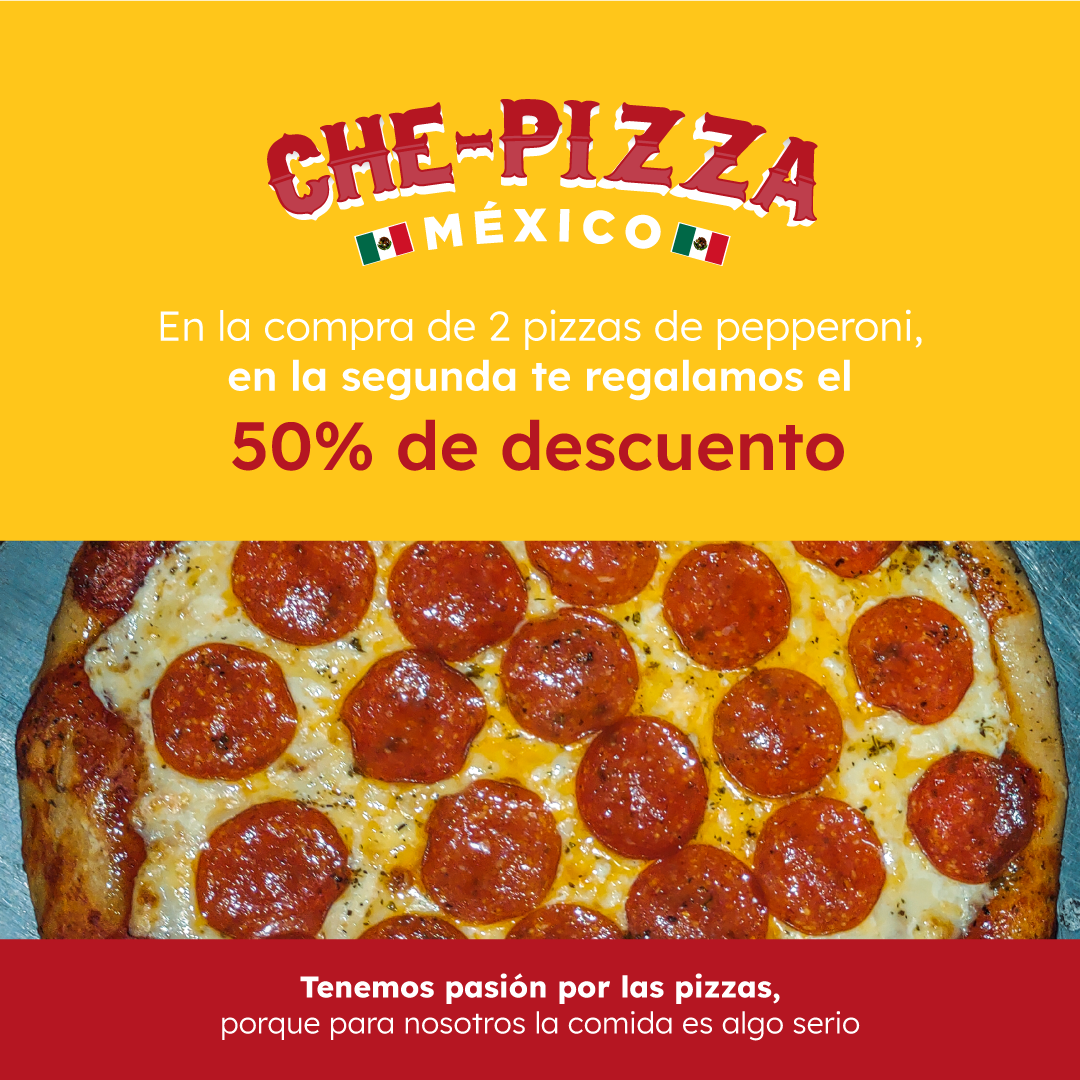 CHE-PIZZA
MÉXICO
En la compra de 2 pizzas de pepperoni,
en la segunda te regalamos el
50% de descuento
Tenemos pasión por las pizzas,
porque para nosotros la comida es algo serio